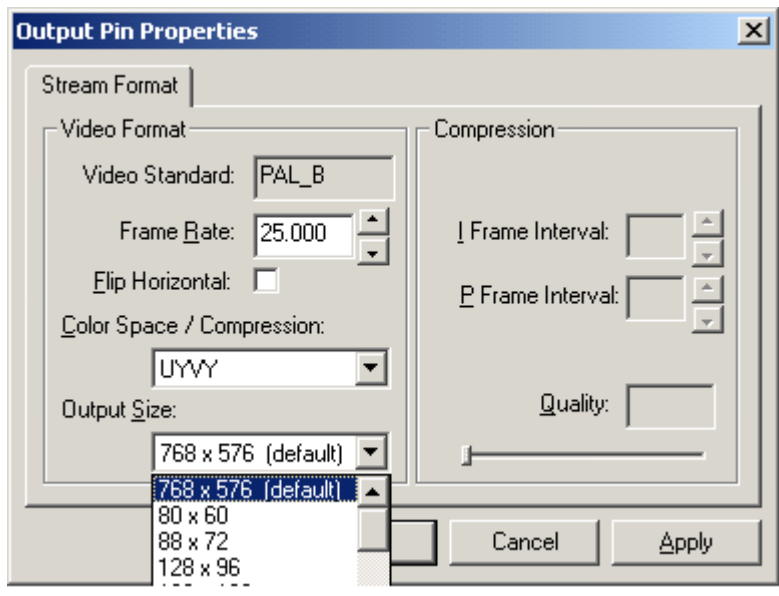 Output Pin Properties
Stream Format
Video Format
Video Standard: PAL_B
Frame Rate: 25.000
Flip Horizontal:
Color Space / Compression:
UYVY
Output Size:
768 x 576 (default)
768 x 576 (default)
80 x 60
88 x 72
128 x 96
Compression
I Frame Interval:
P Frame Interval:
Quality:
Cancel
Apply